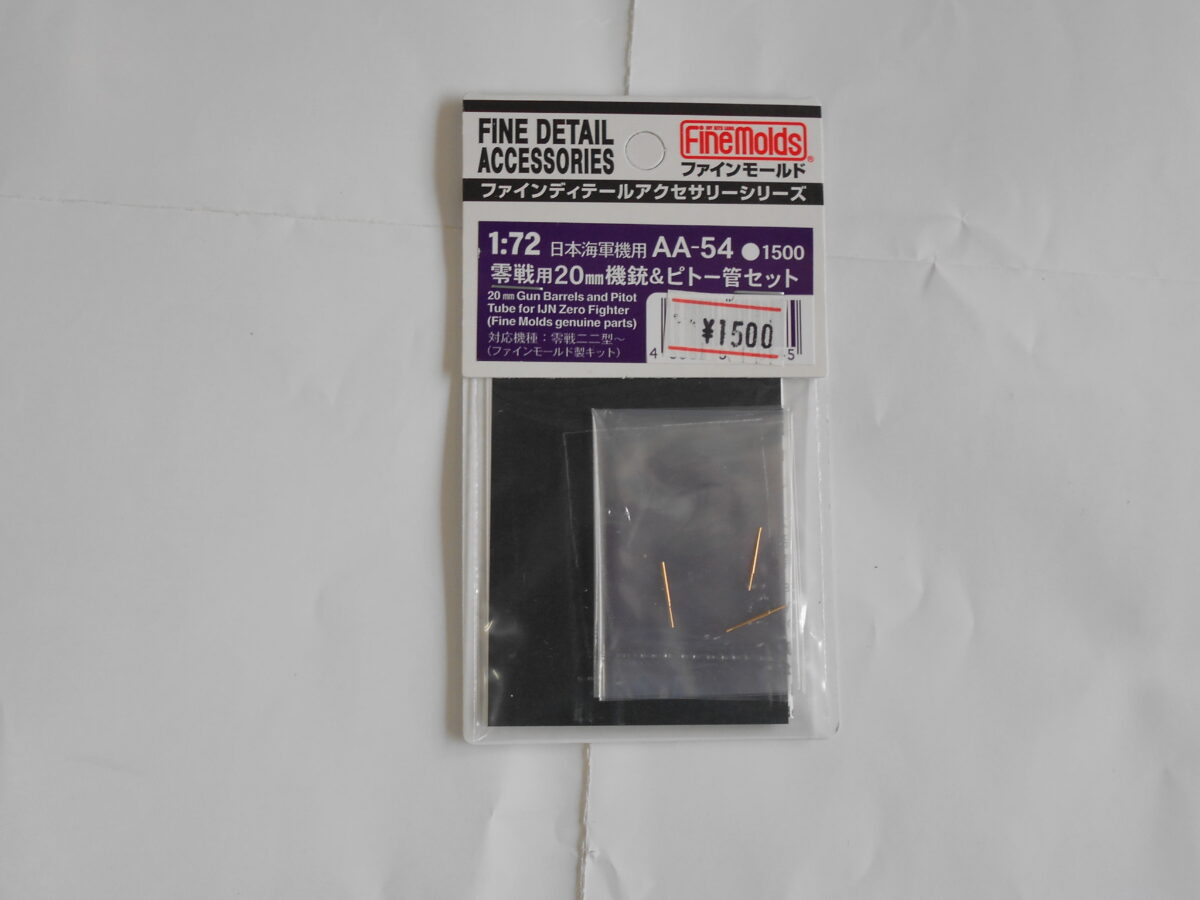 FINE DETAIL
ACCESSORIES
FineMolds®
ファインモールド
ファインディテールアクセサリーシリーズ
1:72 日本海軍機用 AA-54 ●1500
零戦用20㎜機銃&ピトー管セット
20 ㎜ Gun Barrels and Pitot
Tube for IJN Zero Fighter
(Fine Molds genuine parts)
対応機種：零戦二二型～
(ファインモールド製キット)
¥1500